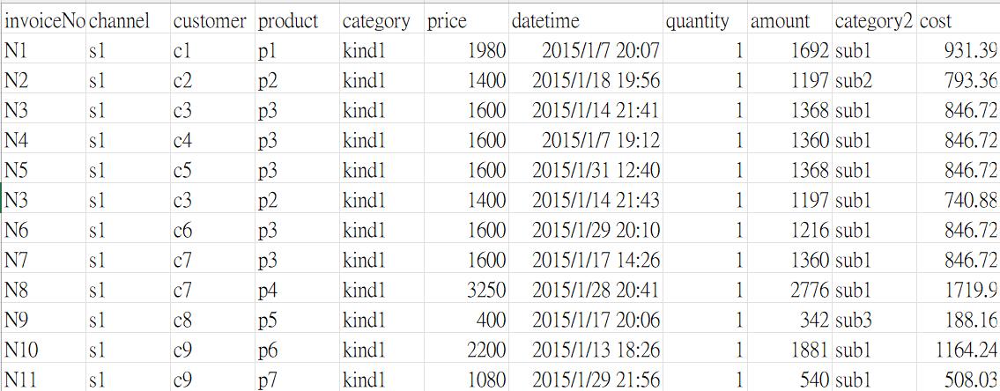 invoiceNo channel customer product category price datetime quantity amount category2 cost
N1 s1 c1 p1 kind1 1980 2015/1/7 20:07 1 1692 sub1 931.39
N2 s1 c2 p2 kind1 1400 2015/1/18 19:56 1 1197 sub2 793.36
N3 s1 c3 p3 kind1 1600 2015/1/14 21:41 1 1368 sub1 846.72
N4 s1 c4 p3 kind1 1600 2015/1/7 19:12 1 1360 sub1 846.72
N5 s1 c5 p3 kind1 1600 2015/1/31 12:40 1 1368 sub1 846.72
N3 s1 c3 p2 kind1 1400 2015/1/14 21:43 1 1197 sub1 740.88
N6 s1 c6 p3 kind1 1600 2015/1/29 20:10 1 1216 sub1 846.72
N7 s1 c7 p3 kind1 1600 2015/1/17 14:26 1 1360 sub1 846.72
N8 s1 c7 p4 kind1 3250 2015/1/28 20:41 1 2776 sub1 1719.9
N9 s1 c8 p5 kind1 400 2015/1/17 20:06 1 342 sub3 188.16
N10 s1 c9 p6 kind1 2200 2015/1/13 18:26 1 1881 sub1 1164.24
N11 s1 c9 p7 kind1 1080 2015/1/29 21:56 1 540 sub1 508.03